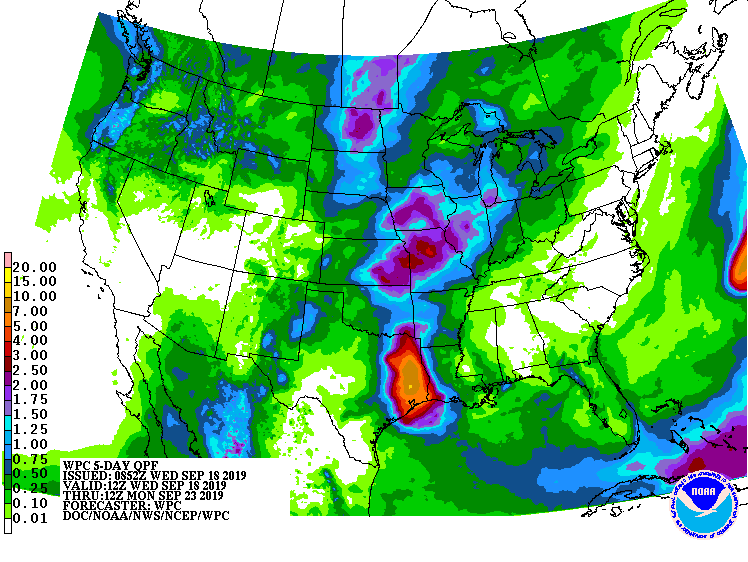 20.00
15.00
10.00
7.00
5.00
4.00
3.00
2.50
2.00
1.75
1.50
1.25
1.00
0.75
0.50
0.25
0.10
0.01
WPC 5-DAY QPF
ISSUED: 0852Z WED SEP 18 2019
VALID:12Z WED SEP 18 2019
THRU:12Z MON SEP 23 2019
FORECASTER: WPC
DOC/NOAA/NWS/NCEP/WPC
NOAA